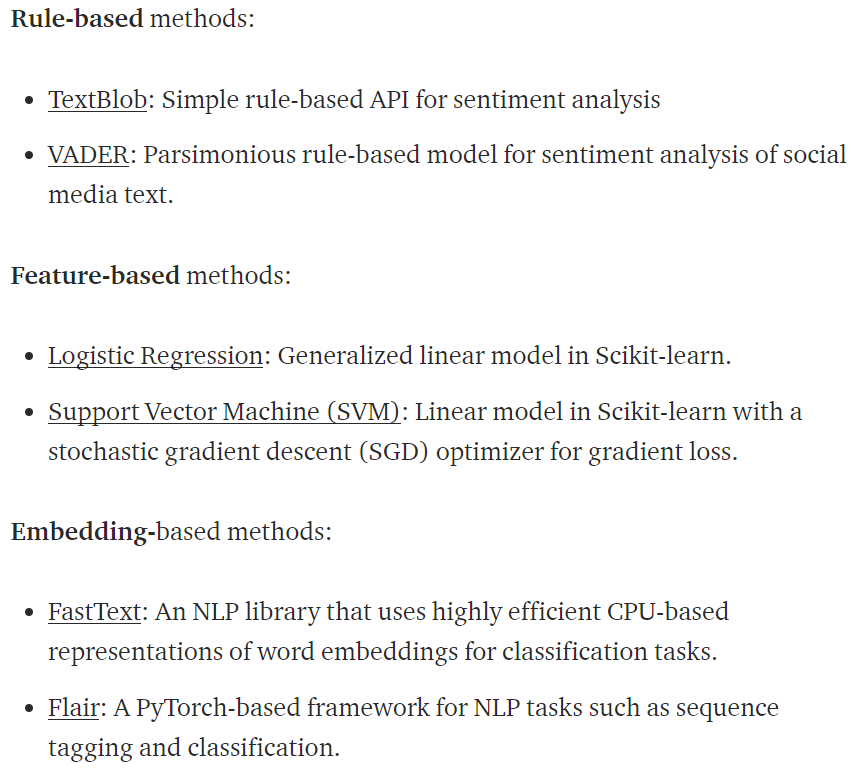 Rule-based methods:
• TextBlob: Simple rule-based API for sentiment analysis
• VADER: Parsimonious rule-based model for sentiment analysis of social
media text.
Feature-based methods:
• Logistic Regression: Generalized linear model in Scikit-learn.
• Support Vector Machine (SVM): Linear model in Scikit-learn with a
stochastic gradient descent (SGD) optimizer for gradient loss.
Embedding-based methods:
• FastText: An NLP library that uses highly efficient CPU-based
representations of word embeddings for classification tasks.
• Flair: A PyTorch-based framework for NLP tasks such as sequence
tagging and classification.